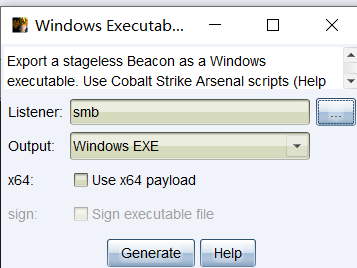 Windows Executab...
Export a stageless Beacon as a Windows
executable. Use Cobalt Strike Arsenal scripts (Help
Listener: smb ...
Output: Windows EXE
x64: Use x64 payload
sign: Sign executable file
Generate Help